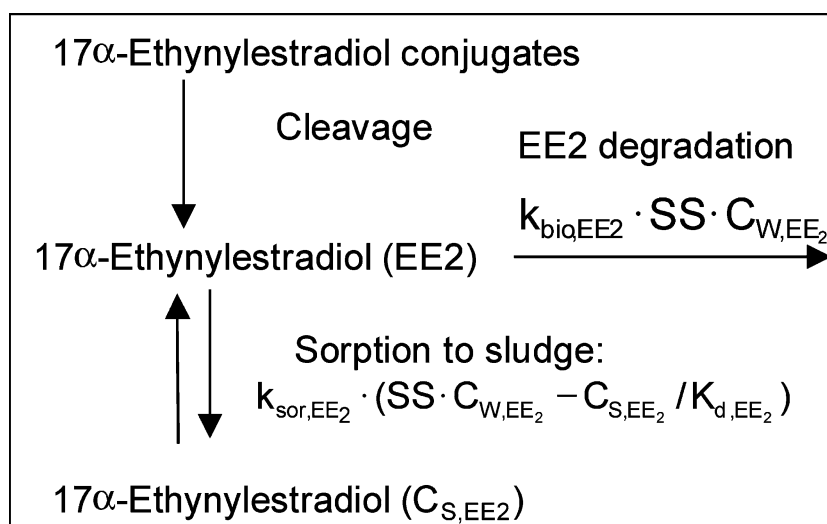 17α-Ethynylestradiol conjugates
Cleavage
EE2 degradation
k_bio,EE2 · SS · C_W,EE₂
17α-Ethynylestradiol (EE2)
Sorption to sludge:
k_sor,EE₂ · (SS · C_W,EE₂ − C_S,EE₂ / K_d,EE₂)
17α-Ethynylestradiol (C_S,EE2)